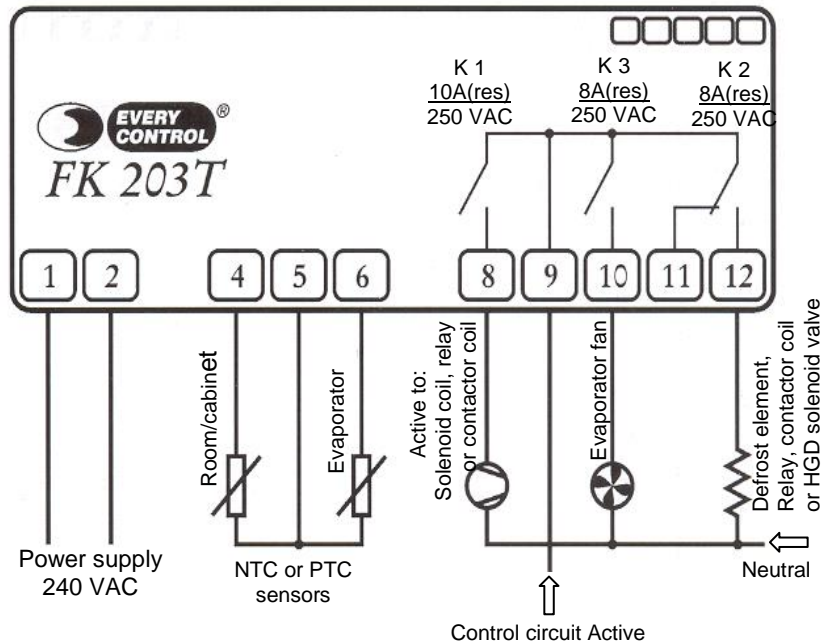 K 1
10A(res)
250 VAC
K 3
8A(res)
250 VAC
K 2
8A(res)
250 VAC
EVERY
CONTROL
®
FK 203T
1
2
4
5
6
8
9
10
11
12
Room/cabinet
Evaporator
Active to:
Solenoid coil, relay
or contactor coil
Evaporator fan
Defrost element,
Relay, contactor coil
or HGD solenoid valve
Power supply
240 VAC
NTC or PTC
sensors
Neutral
Control circuit Active